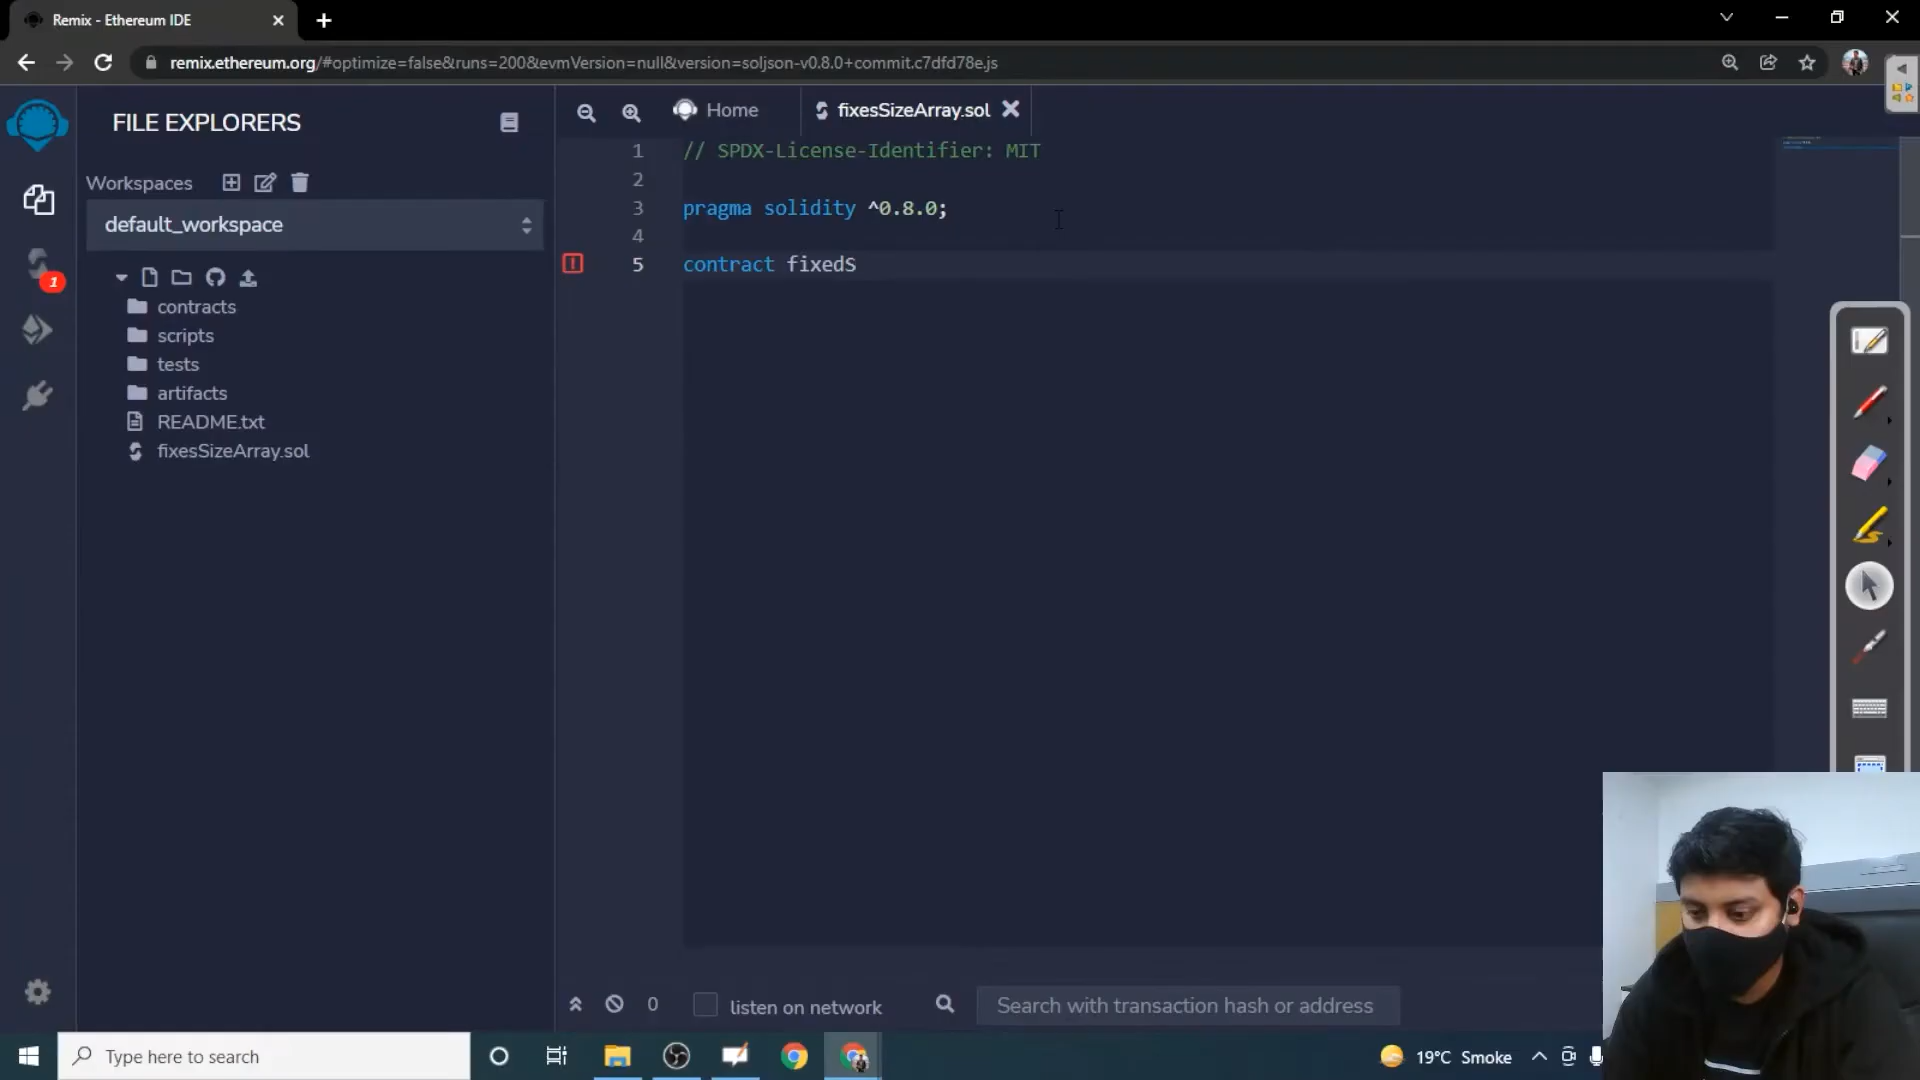 Remix - Ethereum IDE
remix.ethereum.org/#optimize=false&runs=200&evmVersion=null&version=soljson-v0.8.0+commit.c7dfd78e.js
FILE EXPLORERS
Home
fixesSizeArray.sol
Workspaces
default_workspace
1
contracts
scripts
tests
artifacts
README.txt
fixesSizeArray.sol
1 // SPDX-License-Identifier: MIT
2
3 pragma solidity ^0.8.0;
4
5 contract fixedS
0
listen on network
Search with transaction hash or address
Type here to search
19°C Smoke